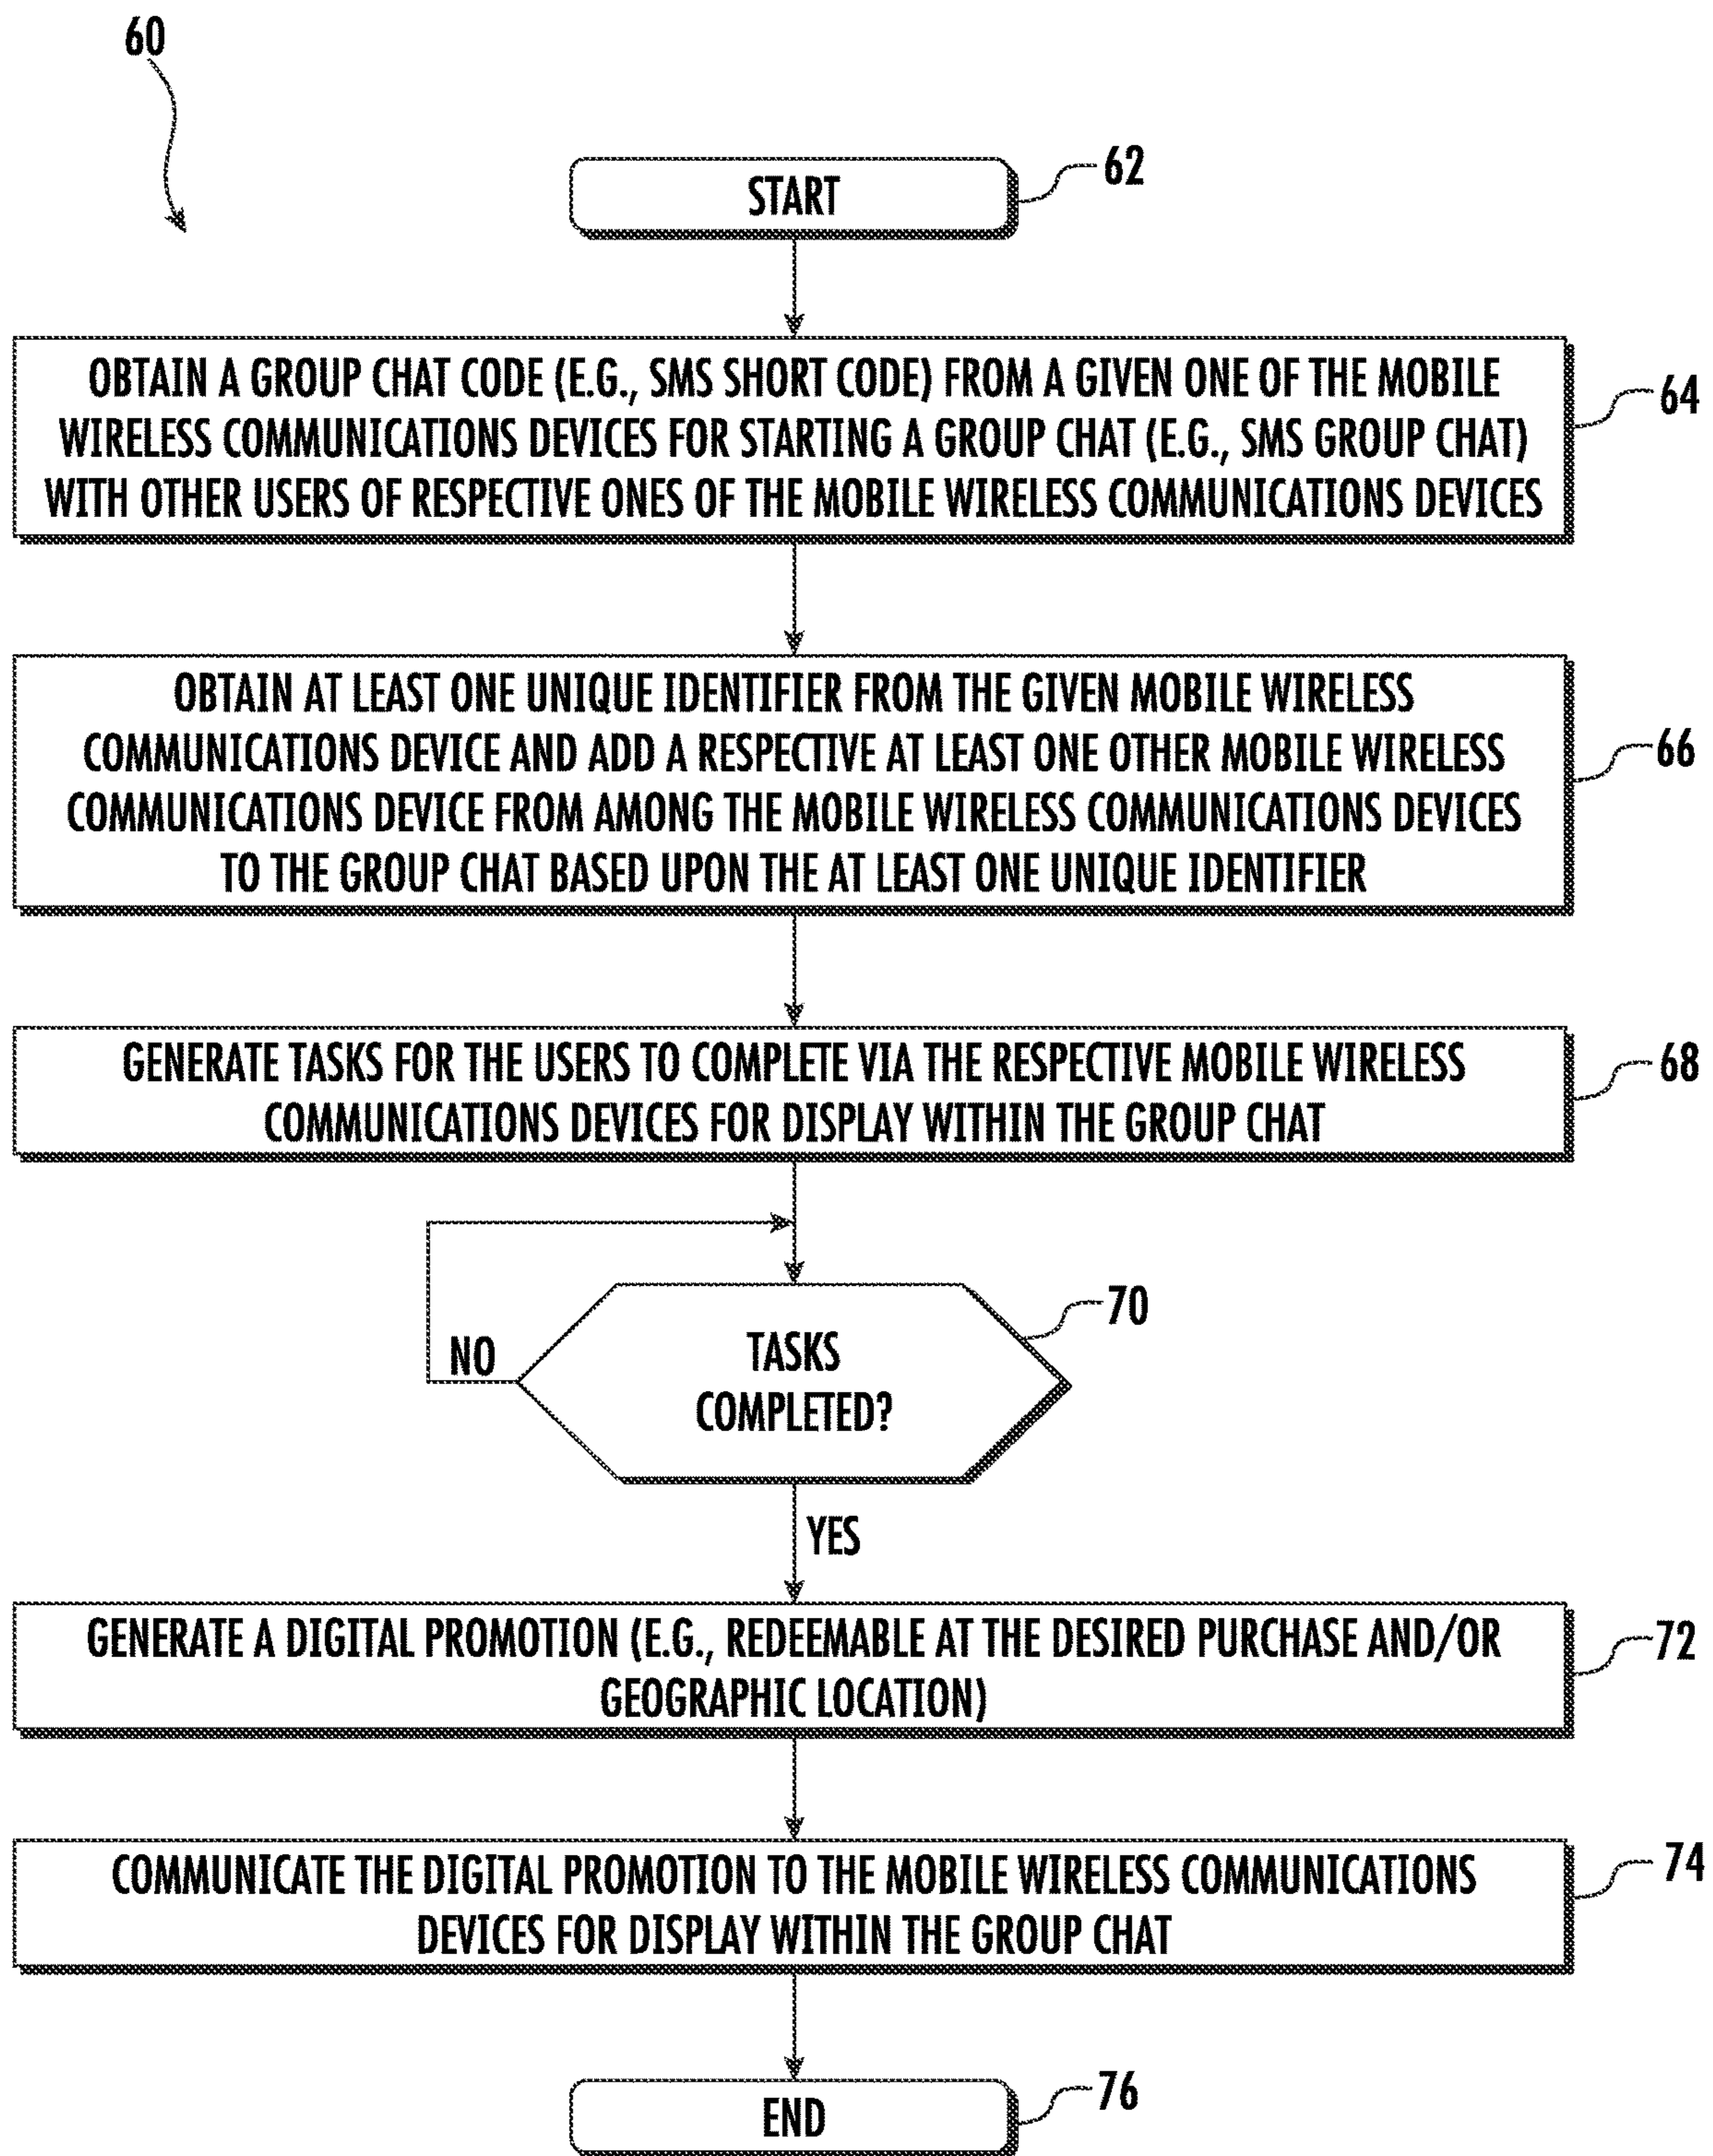 60
START
62
OBTAIN A GROUP CHAT CODE (E.G., SMS SHORT CODE) FROM A GIVEN ONE OF THE MOBILE
WIRELESS COMMUNICATIONS DEVICES FOR STARTING A GROUP CHAT (E.G., SMS GROUP CHAT)
WITH OTHER USERS OF RESPECTIVE ONES OF THE MOBILE WIRELESS COMMUNICATIONS DEVICES
64
OBTAIN AT LEAST ONE UNIQUE IDENTIFIER FROM THE GIVEN MOBILE WIRELESS
COMMUNICATIONS DEVICE AND ADD A RESPECTIVE AT LEAST ONE OTHER MOBILE WIRELESS
COMMUNICATIONS DEVICE FROM AMONG THE MOBILE WIRELESS COMMUNICATIONS DEVICES
TO THE GROUP CHAT BASED UPON THE AT LEAST ONE UNIQUE IDENTIFIER
66
GENERATE TASKS FOR THE USERS TO COMPLETE VIA THE RESPECTIVE MOBILE WIRELESS
COMMUNICATIONS DEVICES FOR DISPLAY WITHIN THE GROUP CHAT
68
TASKS
COMPLETED?
70
NO
YES
GENERATE A DIGITAL PROMOTION (E.G., REDEEMABLE AT THE DESIRED PURCHASE AND/OR
GEOGRAPHIC LOCATION)
72
COMMUNICATE THE DIGITAL PROMOTION TO THE MOBILE WIRELESS COMMUNICATIONS
DEVICES FOR DISPLAY WITHIN THE GROUP CHAT
74
END
76